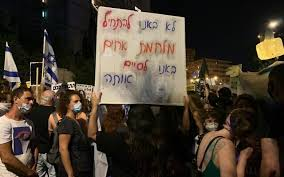 לא באנו להתחיל
מלחמת אחים
באנו לסיים
אותה